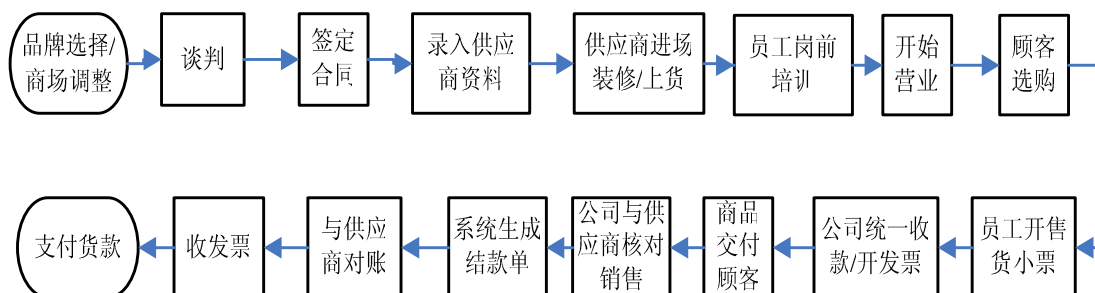 品牌选择/
商场调整
谈判
签定
合同
录入供应
商资料
供应商进场
装修/上货
员工岗前
培训
开始
营业
顾客
选购
员工开售
货小票
公司统一收
款/开发票
商品
交付
顾客
公司与供
应商核对
销售
系统生成
结款单
与供应
商对账
收发票
支付货款